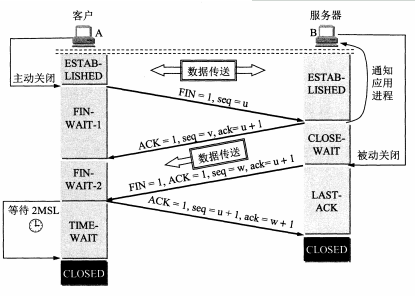 客户
服务器
A
B
ESTAB-
LISHED
数据传送
ESTAB-
LISHED
通知
应用
进程
主动关闭
FIN = 1, seq = u
FIN-
WAIT-1
ACK = 1, seq = v, ack= u + 1
CLOSE-
WAIT
数据传送
被动关闭
FIN-
WAIT-2
FIN = 1, ACK = 1, seq = w, ack= u + 1
LAST-
ACK
等待 2MSL
ACK = 1, seq = u + 1, ack = w + 1
TIME-
WAIT
CLOSED
CLOSED